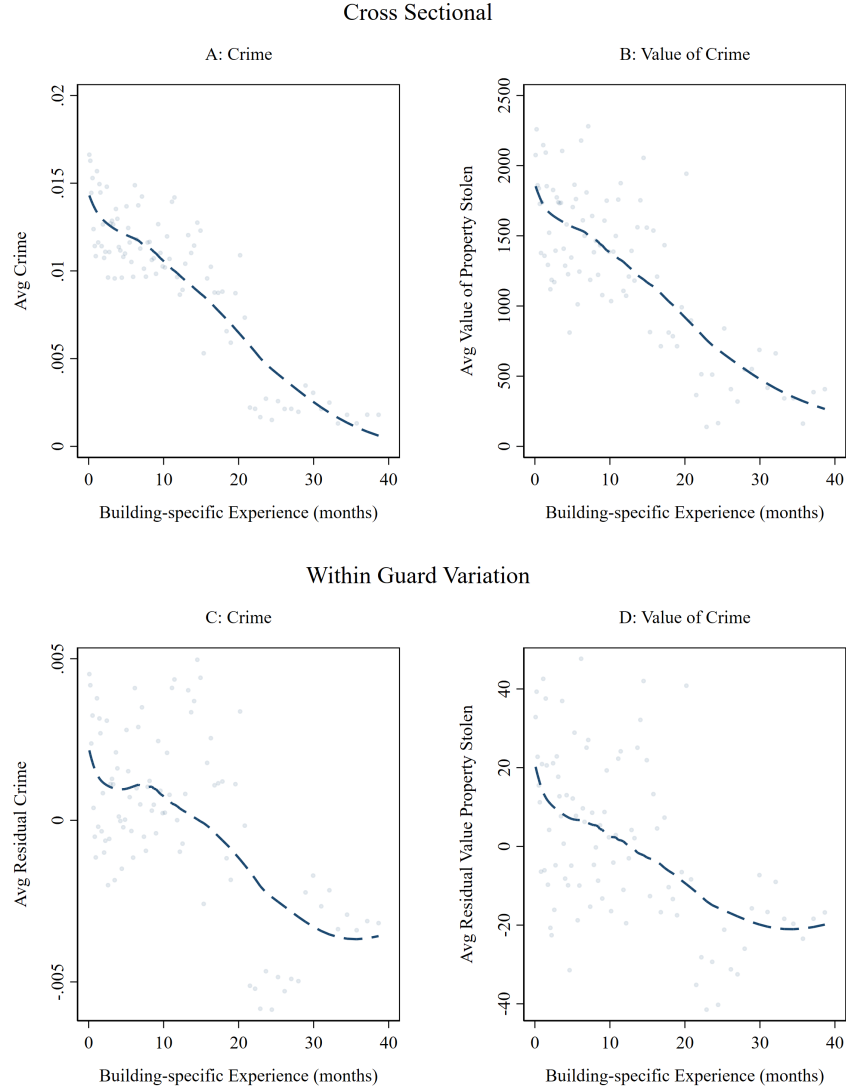 Cross Sectional
A: Crime
B: Value of Crime
Avg Crime
0 .005 .01 .015 .02
0 10 20 30 40
Building-specific Experience (months)
Avg Value of Property Stolen
0 500 1000 1500 2000 2500
0 10 20 30 40
Building-specific Experience (months)
Within Guard Variation
C: Crime
D: Value of Crime
Avg Residual Crime
-.005 0 .005
0 10 20 30 40
Building-specific Experience (months)
Avg Residual Value Property Stolen
-40 -20 0 20 40
0 10 20 30 40
Building-specific Experience (months)